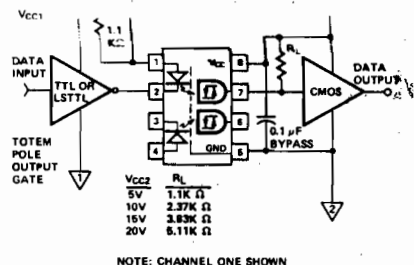 VCC1
1.1
KΩ
DATA
INPUT
TTL OR
LSTTL
TOTEM
POLE
OUTPUT
GATE
1
1
2
3
4
VCC
GND
8
7
6
5
RL
0.1 µF
BYPASS
CMOS
DATA
OUTPUT
2
VCC2 RL
5V 1.1K Ω
10V 2.37K Ω
15V 3.83K Ω
20V 5.11K Ω
NOTE: CHANNEL ONE SHOWN